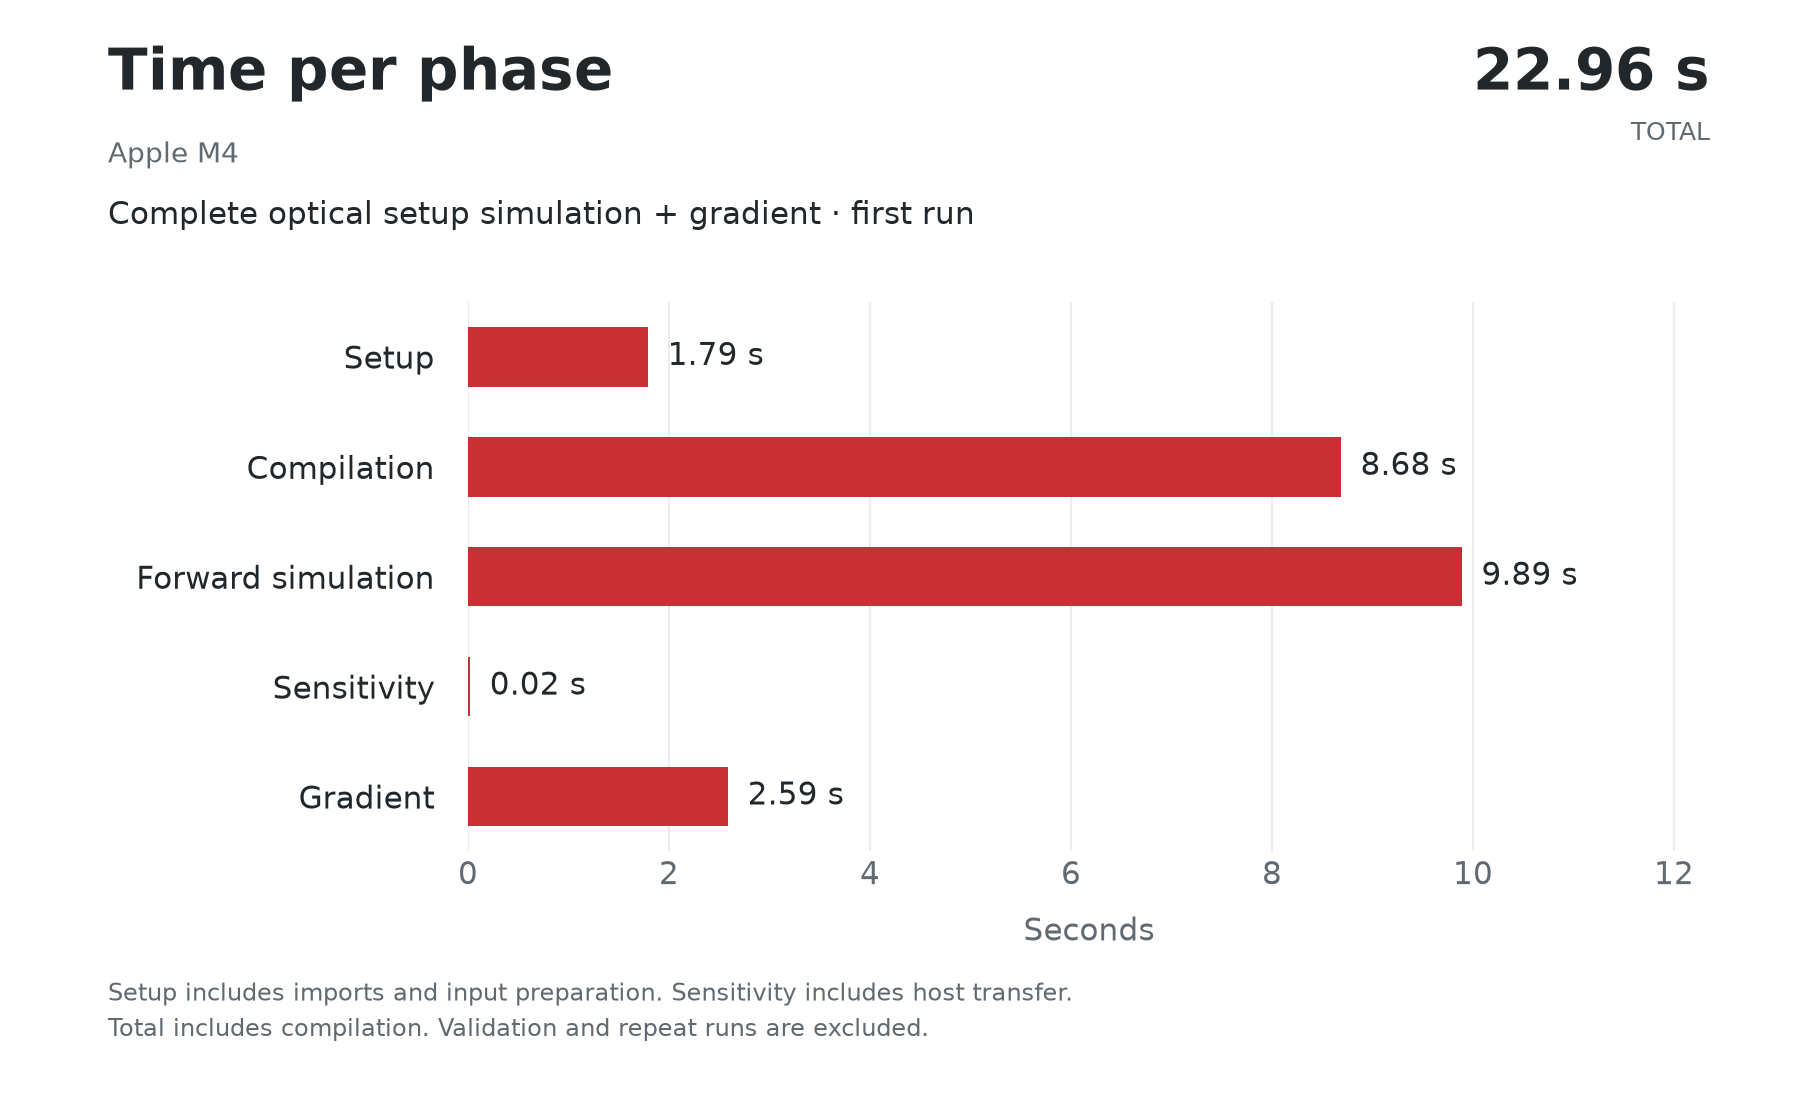 Time per phase
22.96 s
TOTAL
Apple M4
Complete optical setup simulation + gradient · first run
Setup
1.79 s
Compilation
8.68 s
Forward simulation
9.89 s
Sensitivity
0.02 s
Gradient
2.59 s
0 2 4 6 8 10 12
Seconds
Setup includes imports and input preparation. Sensitivity includes host transfer.
Total includes compilation. Validation and repeat runs are excluded.